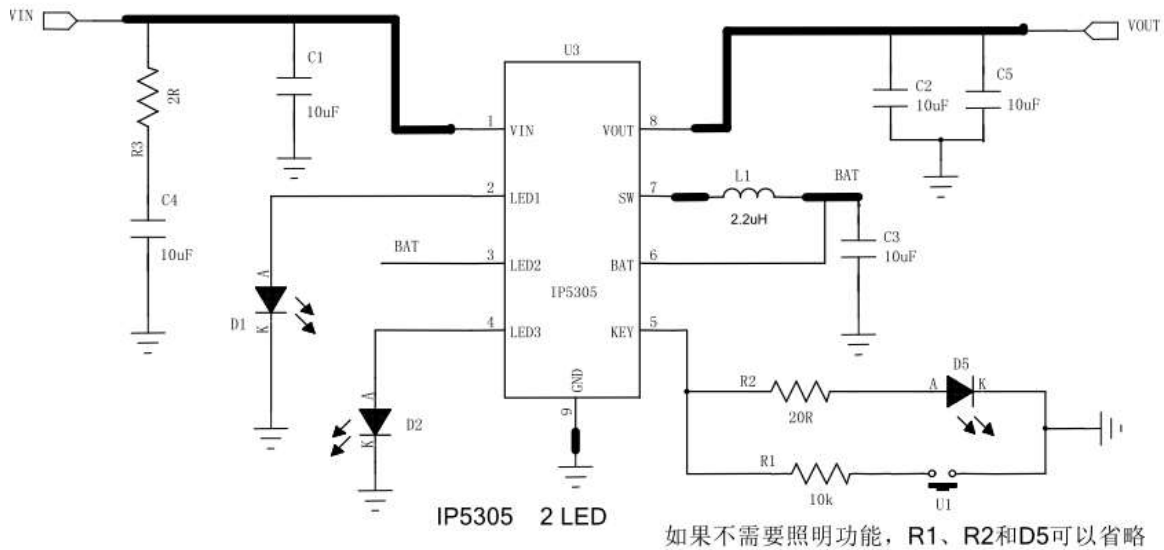 VIN
VOUT
U3
C1
10uF
2R
R3
C4
10uF
C2
10uF
C5
10uF
1
VIN
VOUT
8
2
LED1
SW
7
L1
2.2uH
BAT
BAT
3
LED2
BAT
6
C3
10uF
IP5305
4
LED3
KEY
5
A
D1
K
A
D2
K
GND
9
R2
20R
A
D5
K
R1
10k
U1
IP5305 2 LED
如果不需要照明功能，R1、R2和D5可以省略